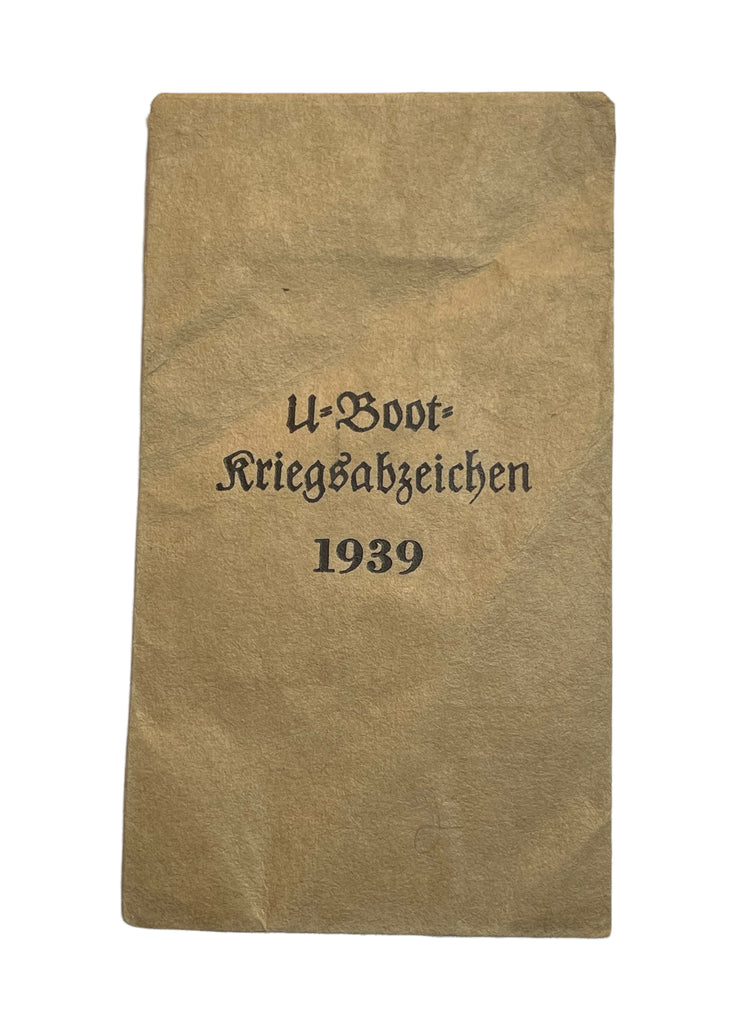 U-Boot-
Kriegsabzeichen
1939